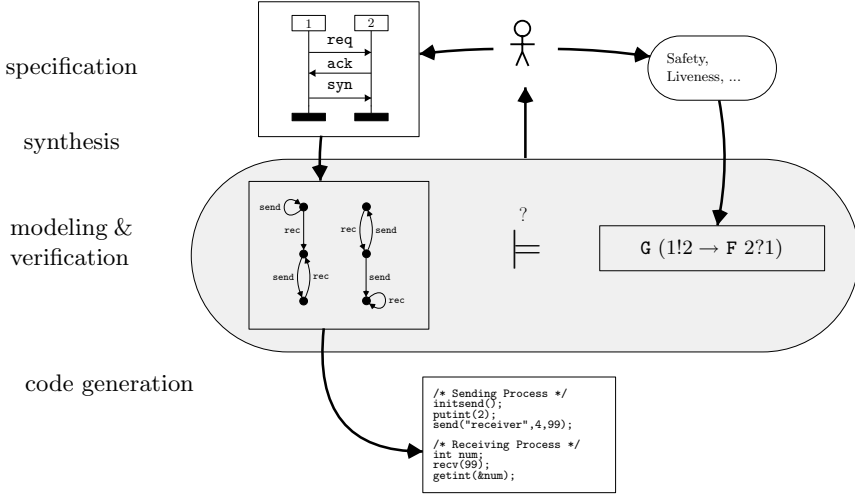 specification
1 2
req
ack
syn
Safety,
Liveness, ...
synthesis
modeling &
verification
send
rec
send
rec
rec
send
send
rec
?
⊨
G (1!2 → F 2?1)
code generation
/* Sending Process */
initsend();
putint(2);
send("receiver",4,99);
/* Receiving Process */
int num;
recv(99);
getint(&num);